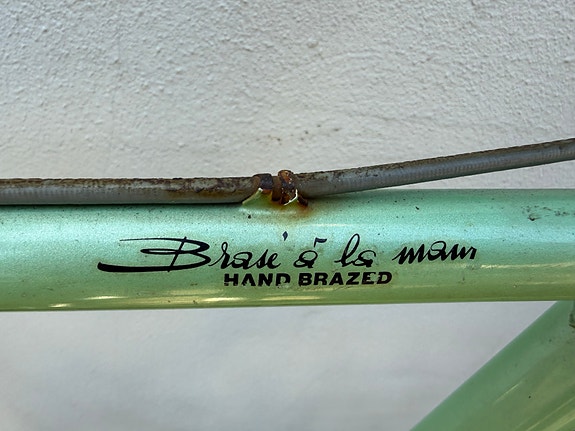 Brasé à la main
HAND BRAZED